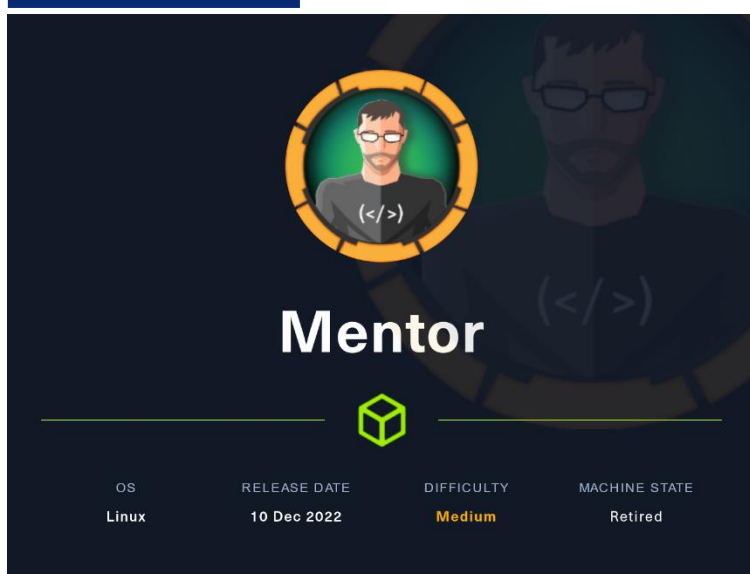 (</>)
(</>)
Mentor
OS RELEASE DATE DIFFICULTY MACHINE STATE
Linux 10 Dec 2022 Medium Retired